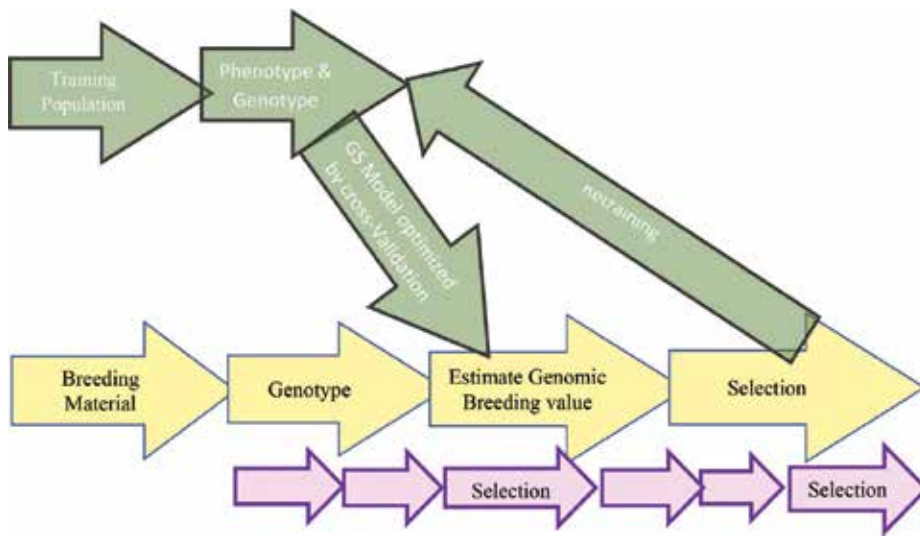 Training
Population
Phenotype &
Genotype
GS Model optimized
by cross-Validation
Retraining
Breeding
Material
Genotype
Estimate Genomic
Breeding value
Selection
Selection
Selection